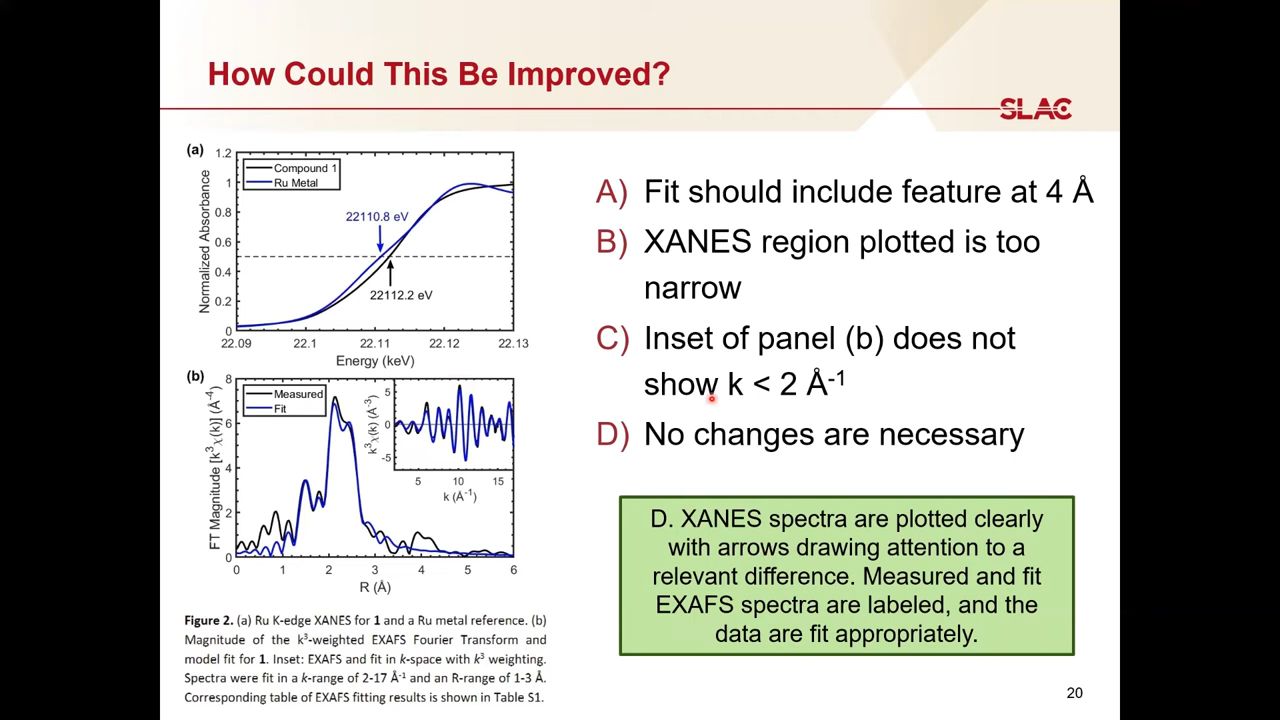 How Could This Be Improved?
SLAC
(a)
1.2
1
0.8
0.6
0.4
0.2
0
Normalized Absorbance
Compound 1
Ru Metal
22110.8 eV
22112.2 eV
22.09 22.1 22.11 22.12 22.13
Energy (keV)
(b)
8
6
4
2
0
FT Magnitude [k³χ(k)] (Å⁻⁴)
Measured
Fit
5
0
-5
k³χ(k) (Å⁻³)
5 10 15
k (Å⁻¹)
0 1 2 3 4 5 6
R (Å)
Figure 2. (a) Ru K-edge XANES for 1 and a Ru metal reference. (b)
Magnitude of the k³-weighted EXAFS Fourier Transform and
model fit for 1. Inset: EXAFS and fit in k-space with k³ weighting.
Spectra were fit in a k-range of 2-17 Å⁻¹ and an R-range of 1-3 Å.
Corresponding table of EXAFS fitting results is shown in Table S1.
A) Fit should include feature at 4 Å
B) XANES region plotted is too
narrow
C) Inset of panel (b) does not
show k < 2 Å⁻¹
D) No changes are necessary
D. XANES spectra are plotted clearly
with arrows drawing attention to a
relevant difference. Measured and fit
EXAFS spectra are labeled, and the
data are fit appropriately.
20